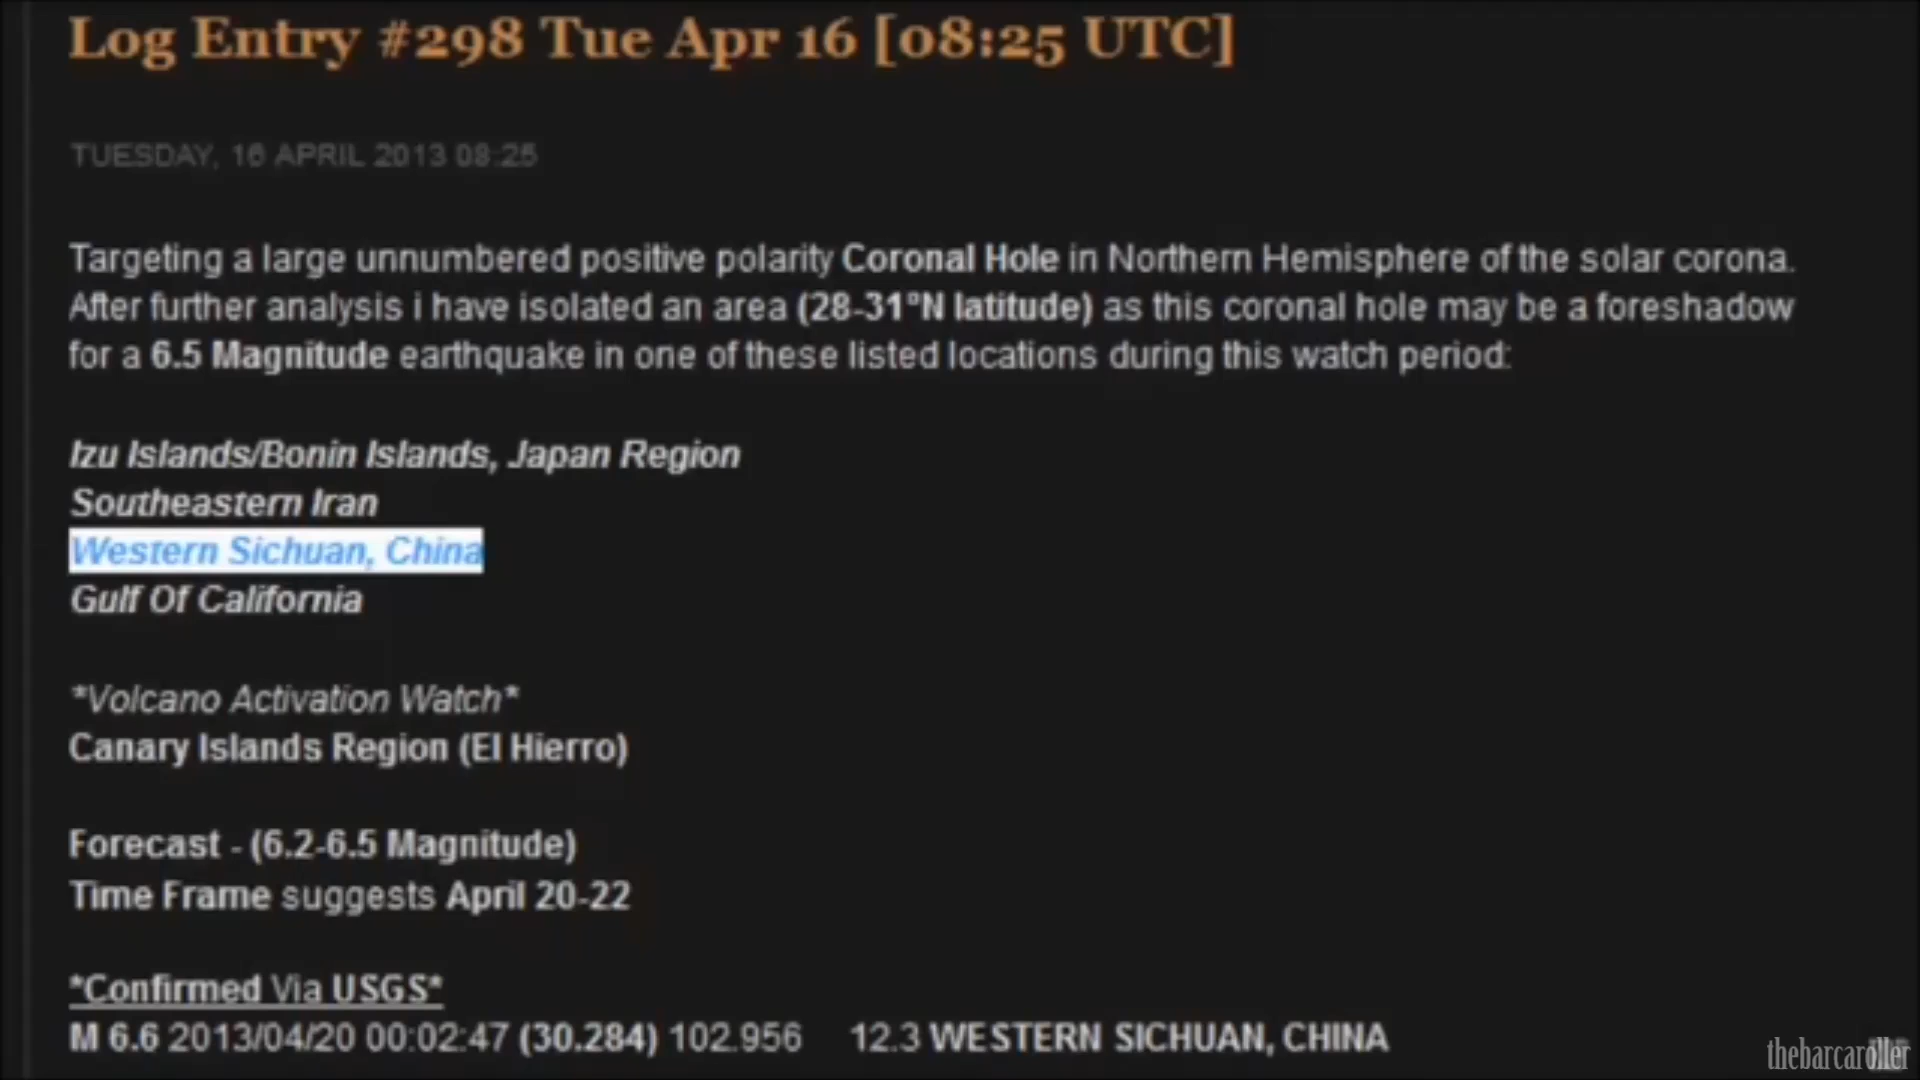 Log Entry #298 Tue Apr 16 [08:25 UTC]
TUESDAY, 16 APRIL 2013 08:25
Targeting a large unnumbered positive polarity Coronal Hole in Northern Hemisphere of the solar corona.
After further analysis i have isolated an area (28-31°N latitude) as this coronal hole may be a foreshadow
for a 6.5 Magnitude earthquake in one of these listed locations during this watch period:
Izu Islands/Bonin Islands, Japan Region
Southeastern Iran
Western Sichuan, China
Gulf Of California
*Volcano Activation Watch*
Canary Islands Region (El Hierro)
Forecast - (6.2-6.5 Magnitude)
Time Frame suggests April 20-22
*Confirmed Via USGS*
M 6.6 2013/04/20 00:02:47 (30.284) 102.956 12.3 WESTERN SICHUAN, CHINA
thebarcaroller